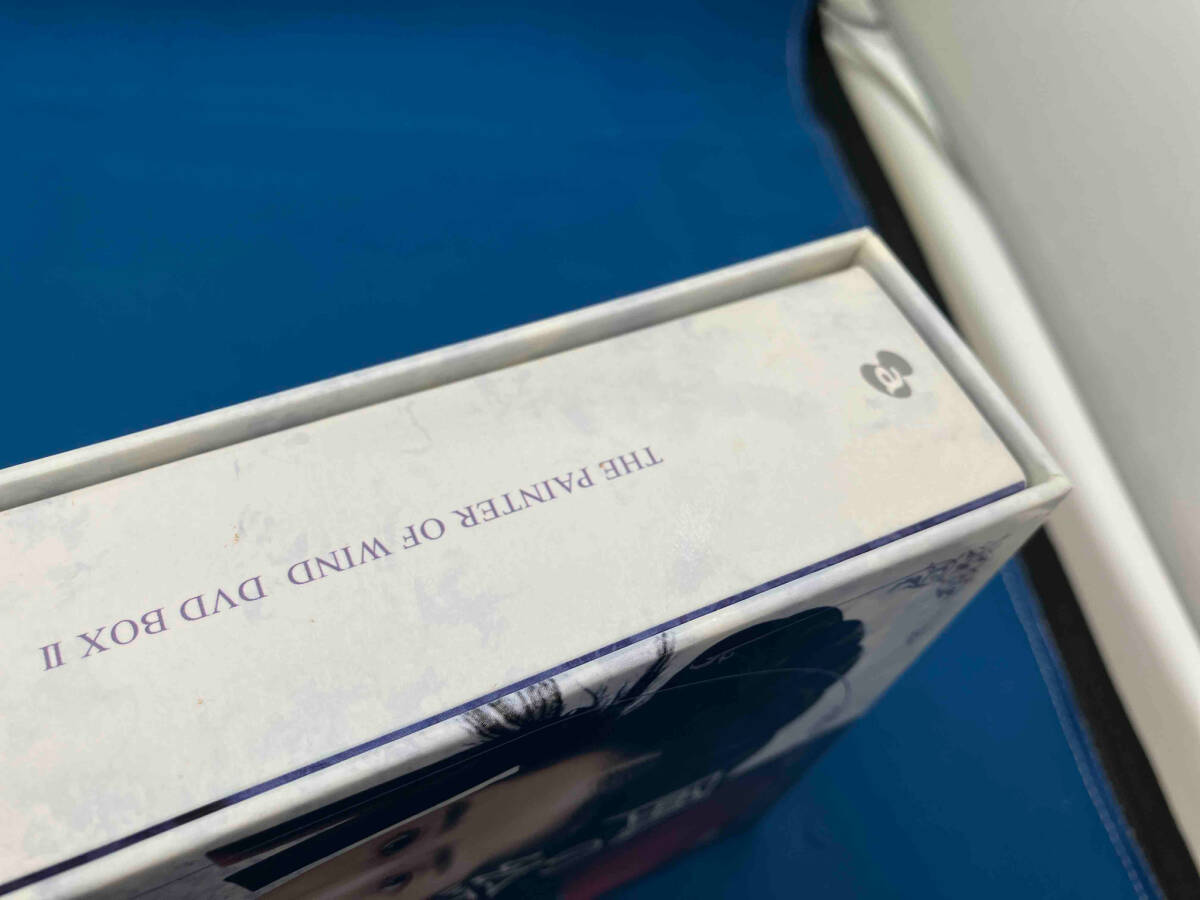 THE PAINTER OF WIND DVD BOX II